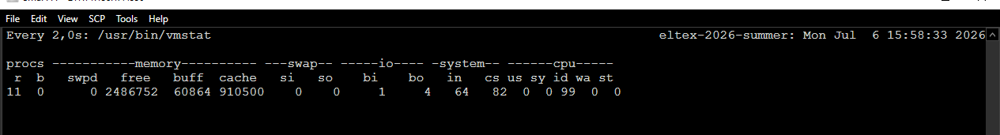 File Edit View SCP Tools Help
Every 2,0s: /usr/bin/vmstat eltex-2026-summer: Mon Jul 6 15:58:33 2026
procs -----------memory---------- ---swap-- -----io---- -system-- ------cpu-----
r b swpd free buff cache si so bi bo in cs us sy id wa st
11 0 0 2486752 60864 910500 0 0 1 4 64 82 0 0 99 0 0